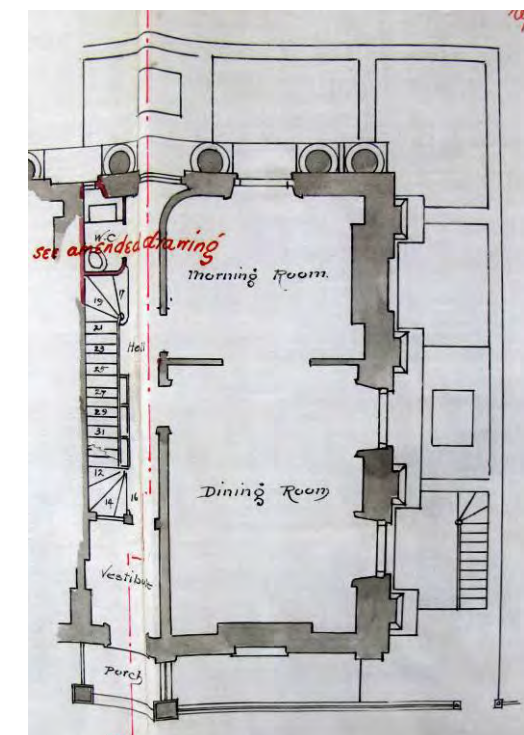 W.C
see amended drawing
Morning Room.
17
19
21
Hall
23
25
27
29
31
12
16
14
Dining Room
Vestibule
Porch